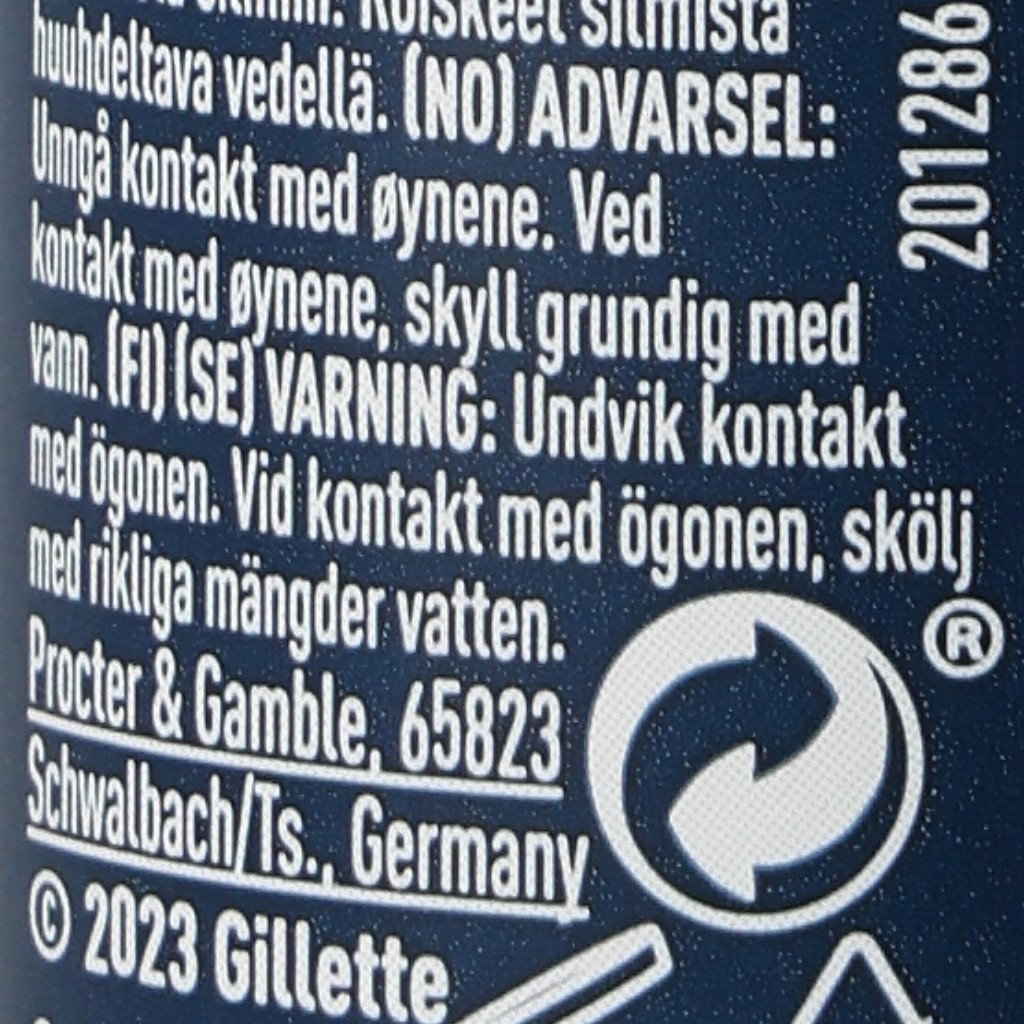 Roiskeet silmistä
huuhdeltava vedellä. (NO) ADVARSEL:
Unngå kontakt med øynene. Ved
kontakt med øynene, skyll grundig med
vann. (FI) (SE) VARNING: Undvik kontakt
med ögonen. Vid kontakt med ögonen, skölj
med rikliga mängder vatten.
Procter & Gamble, 65823
Schwalbach/Ts., Germany
© 2023 Gillette
®
201286